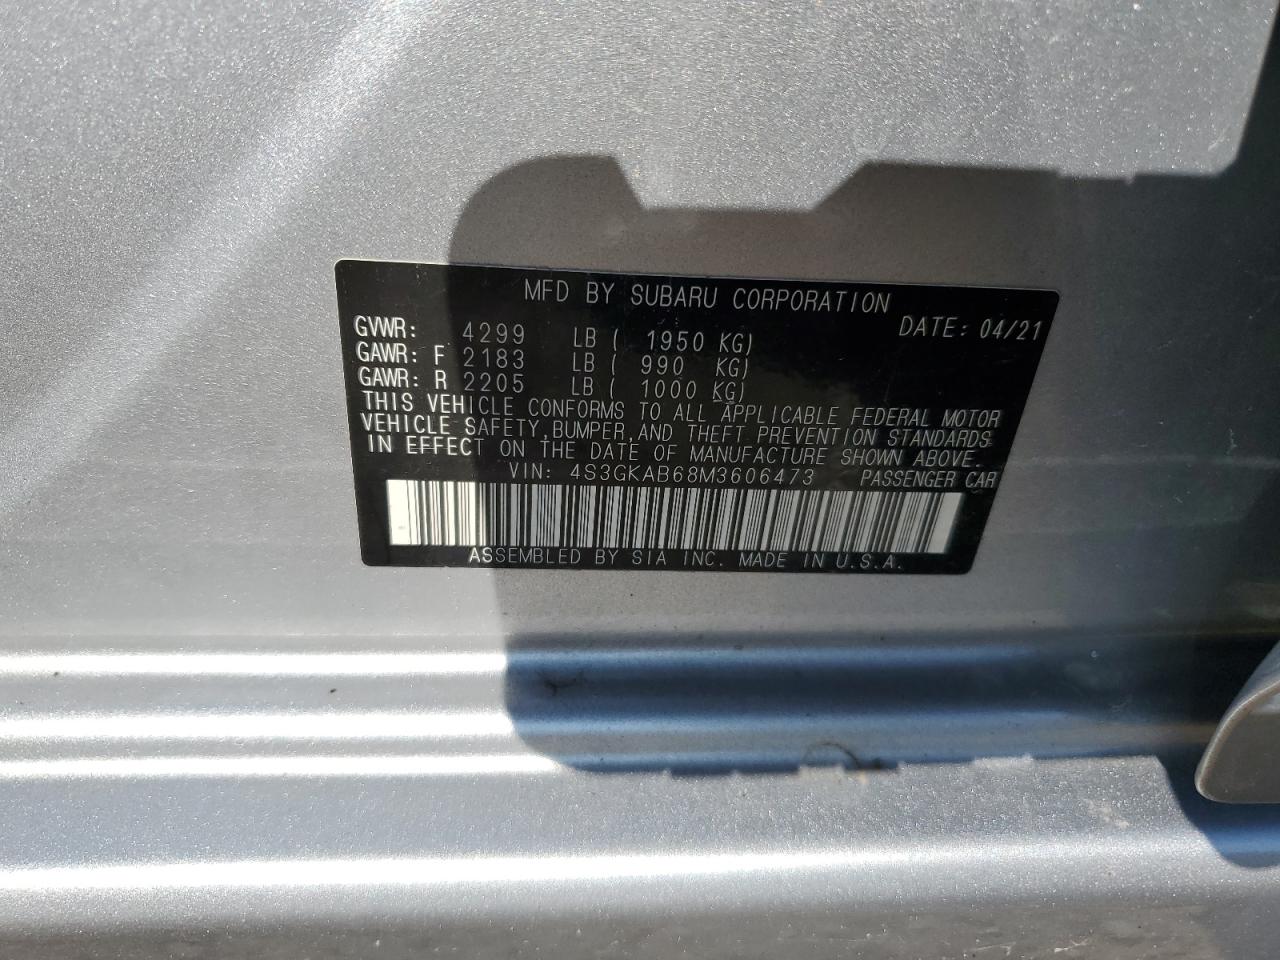 MFD BY SUBARU CORPORATION
DATE: 04/21
GVWR: 4299 LB ( 1950 KG)
GAWR: F 2183 LB ( 990 KG)
GAWR: R 2205 LB ( 1000 KG)
THIS VEHICLE CONFORMS TO ALL APPLICABLE FEDERAL MOTOR
VEHICLE SAFETY,BUMPER,AND THEFT PREVENTION STANDARDS
IN EFFECT ON THE DATE OF MANUFACTURE SHOWN ABOVE.
VIN: 4S3GKAB68M3606473 PASSENGER CAR
ASSEMBLED BY SIA INC. MADE IN U.S.A.